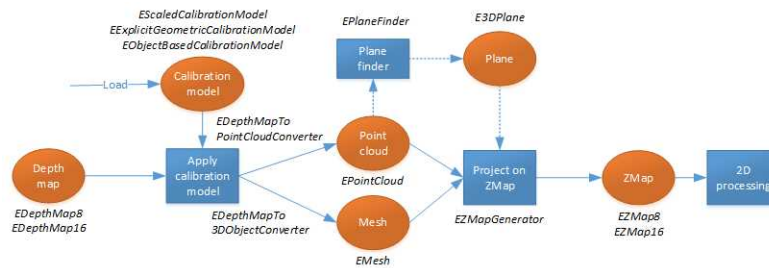 EScaledCalibrationModel
EExplicitGeometricCalibrationModel
EObjectBasedCalibrationModel
EPlaneFinder
E3DPlane
Load
Calibration
model
Plane
finder
Plane
EDepthMapTo
PointCloudConverter
Depth
map
Apply
calibration
model
Point
cloud
EPointCloud
Project on
ZMap
ZMap
2D
processing
EDepthMap8
EDepthMap16
EDepthMapTo
3DObjectConverter
Mesh
EMesh
EZMapGenerator
EZMap8
EZMap16